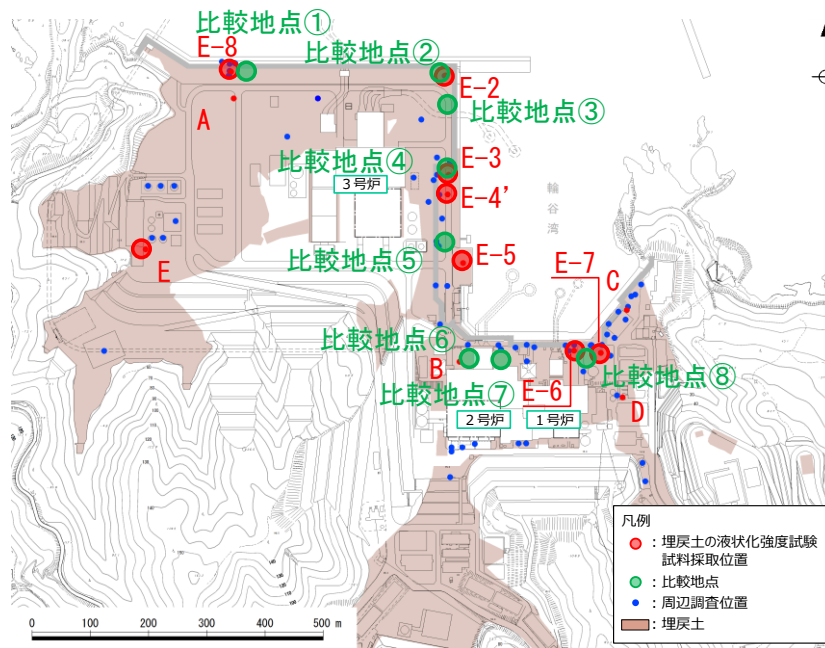 比較地点①
E-8
比較地点②
E-2
A
比較地点③
比較地点④
E-3
3号炉
E-4’
輪谷湾
比較地点⑤
E-5
E
E-7
C
比較地点⑥
B
比較地点⑦
E-6
比較地点⑧
D
2号炉
1号炉
凡例
：埋戻土の液状化強度試験
試料採取位置
：比較地点
：周辺調査位置
：埋戻土
0 100 200 300 400 500 m